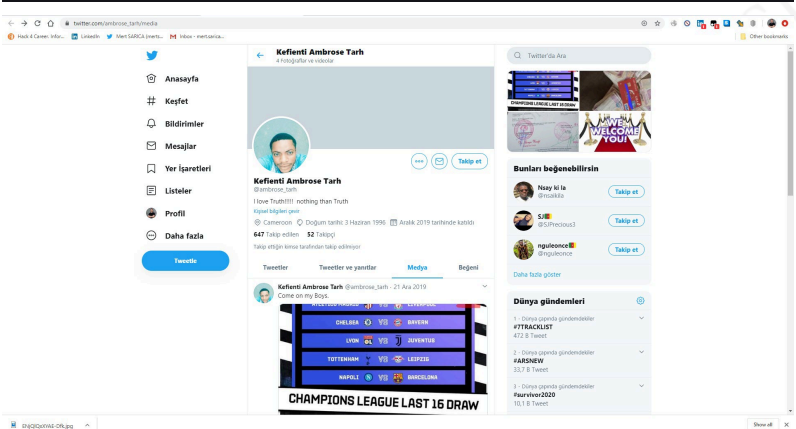 twitter.com/ambrose_tarh/media
Hack 4 Career. Infor...
LinkedIn
Mert SARICA (merts...
Inbox - mert.sarica...
Other bookmarks
Anasayfa
Keşfet
Bildirimler
Mesajlar
Yer İşaretleri
Listeler
Profil
Daha fazla
Tweetle
Kefienti Ambrose Tarh
4 Fotoğraflar ve videolar
Takip et
Kefienti Ambrose Tarh
@ambrose_tarh
I love Truth!!!!! nothing than Truth
Kişisel bilgileri çevir
Cameroon Doğum tarihi: 3 Haziran 1996 Aralık 2019 tarihinde katıldı
647 Takip edilen 52 Takipçi
Takip ettiğin kimse tarafından takip edilmiyor
Tweetler Tweetler ve yanıtlar Medya Beğeni
Kefienti Ambrose Tarh @ambrose_tarh · 21 Ara 2019
Come on my Boys.
ATLETICO MADRID VS LIVERPOOL
CHELSEA VS BAYERN
LYON VS JUVENTUS
TOTTENHAM VS LEIPZIG
NAPOLI VS BARCELONA
CHAMPIONS LEAGUE LAST 16 DRAW
Twitter'da Ara
CHAMPIONS LEAGUE LAST 16 DRAW
WE
WELCOME
YOU!
Bunları beğenebilirsin
Nsay ki la
@nsaikila
Takip et
SJ
@SJPrecious3
Takip et
nguleonce
@nguleonce
Takip et
Daha fazla göster
Dünya gündemleri
1 · Dünya çapında gündemdekiler
#7TRACKLIST
472 B Tweet
2 · Dünya çapında gündemdekiler
#ARSNEW
33,7 B Tweet
3 · Dünya çapında gündemdekiler
#survivor2020
10,1 B Tweet
Show all